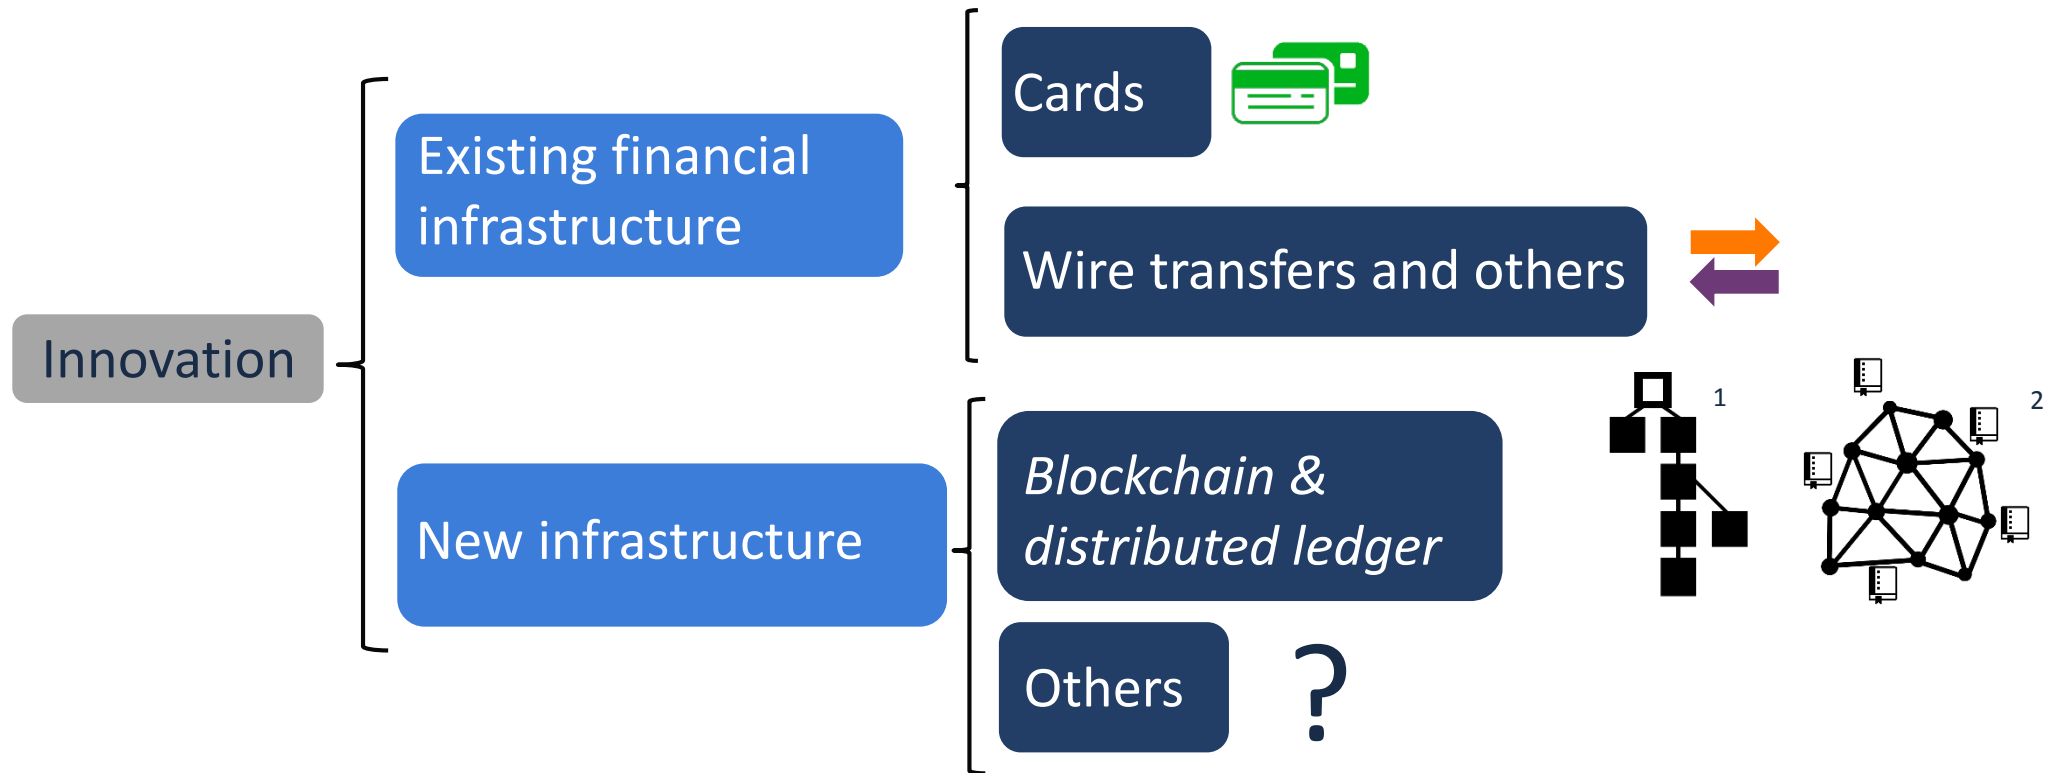 Cards
Existing financial
infrastructure
Wire transfers and others
Innovation
1
2
Blockchain &
distributed ledger
New infrastructure
Others
?